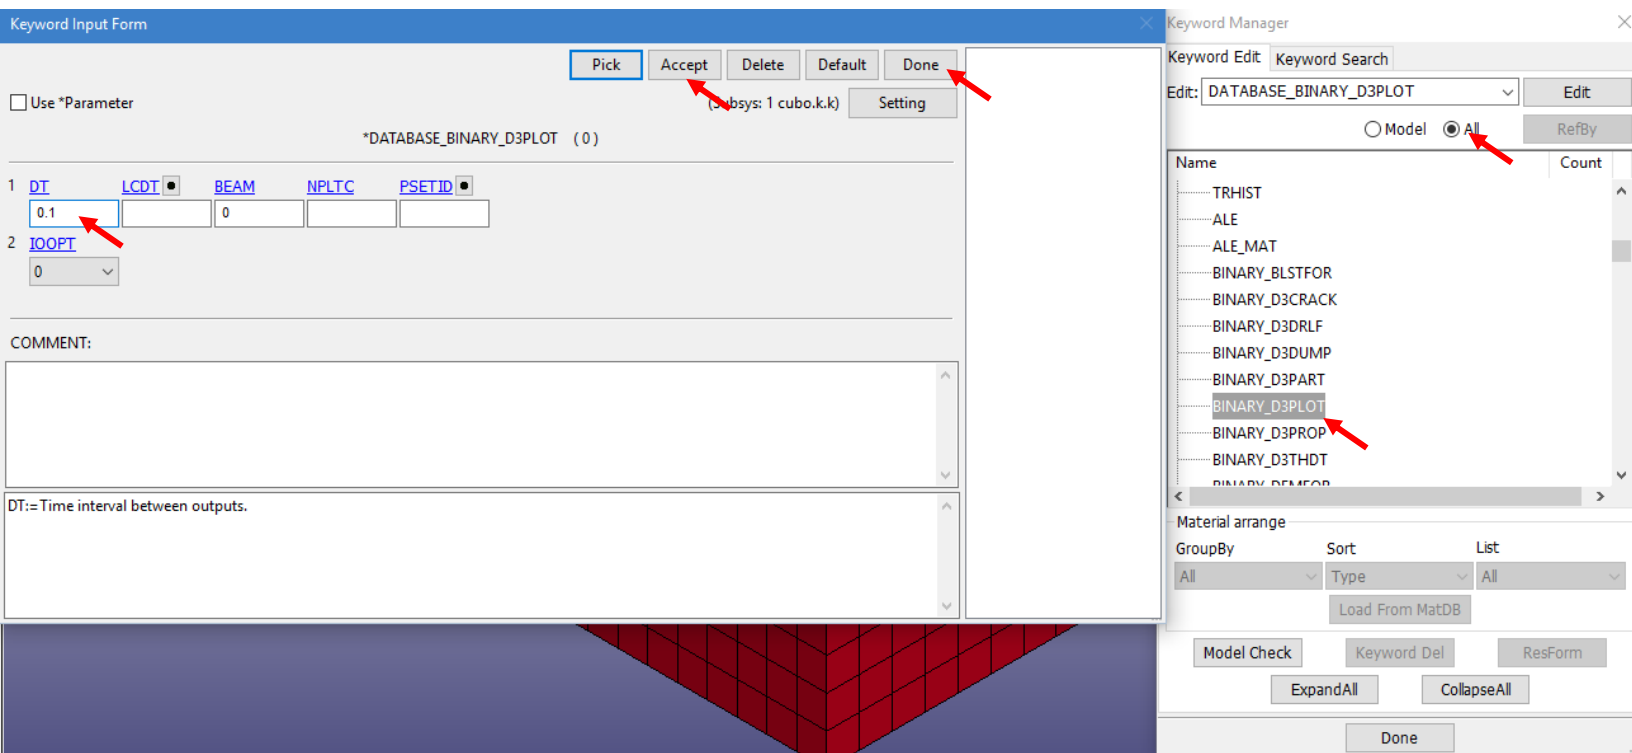 Keyword Input Form
Pick Accept Delete Default Done
Use *Parameter
(Subsys: 1 cubo.k.k) Setting
*DATABASE_BINARY_D3PLOT (0)
1 DT LCDT BEAM NPLTC PSETID
0.1 0
2 IOOPT
0
COMMENT:
DT:=Time interval between outputs.
Keyword Manager
Keyword Edit Keyword Search
Edit: DATABASE_BINARY_D3PLOT Edit
Model All RefBy
Name Count
TRHIST
ALE
ALE_MAT
BINARY_BLSTFOR
BINARY_D3CRACK
BINARY_D3DRLF
BINARY_D3DUMP
BINARY_D3PART
BINARY_D3PLOT
BINARY_D3PROP
BINARY_D3THDT
BINARY_DEMFOR
Material arrange
GroupBy Sort List
All Type All
Load From MatDB
Model Check Keyword Del ResForm
ExpandAll CollapseAll
Done